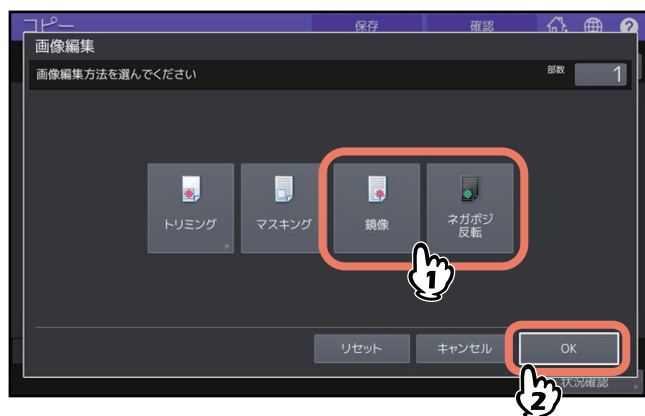 コピー 保存 確認 ?
画像編集
画像編集方法を選んでください 部数 1
トリミング マスキング 鏡像 ネガポジ
反転
1
リセット キャンセル OK
状況確認
2